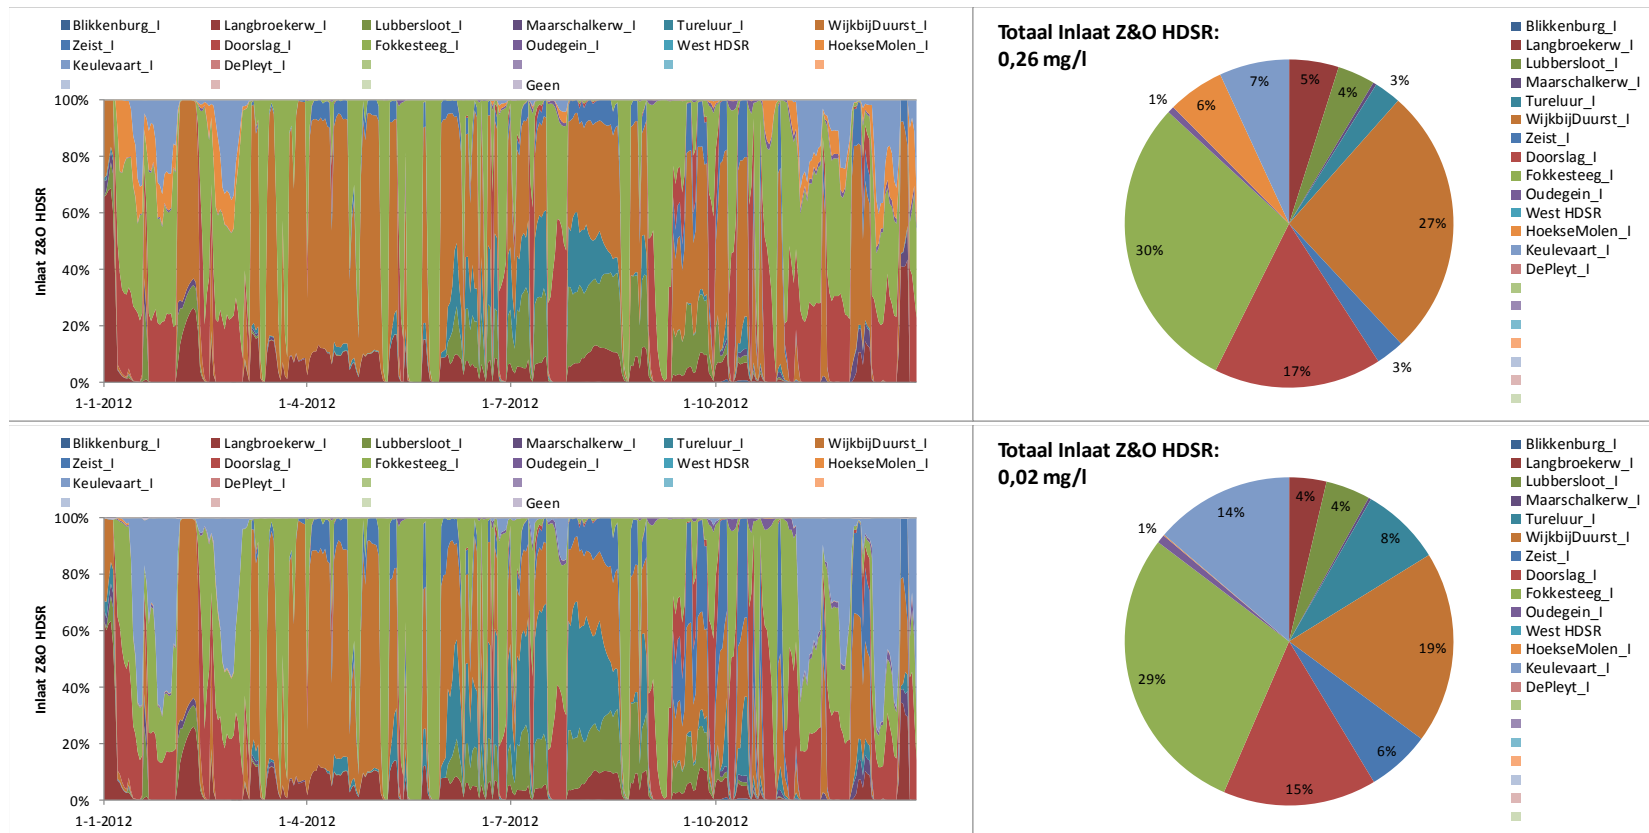 Blikkenburg_I Langbroekerw_I Lubbersloot_I Maarschalkerw_I Tureluur_I WijkbijDuurst_I
Zeist_I Doorslag_I Fokkesteeg_I Oudegein_I West HDSR HoekseMolen_I
Keulevaart_I DePleyt_I
Geen
Inlaat Z&O HDSR
100%
80%
60%
40%
20%
0%
1-1-2012 1-4-2012 1-7-2012 1-10-2012
Totaal Inlaat Z&O HDSR:
0,26 mg/l
5%
4%
3%
27%
3%
17%
30%
1%
6%
7%
Blikkenburg_I
Langbroekerw_I
Lubbersloot_I
Maarschalkerw_I
Tureluur_I
WijkbijDuurst_I
Zeist_I
Doorslag_I
Fokkesteeg_I
Oudegein_I
West HDSR
HoekseMolen_I
Keulevaart_I
DePleyt_I
Blikkenburg_I Langbroekerw_I Lubbersloot_I Maarschalkerw_I Tureluur_I WijkbijDuurst_I
Zeist_I Doorslag_I Fokkesteeg_I Oudegein_I West HDSR HoekseMolen_I
Keulevaart_I DePleyt_I
Geen
Inlaat Z&O HDSR
100%
80%
60%
40%
20%
0%
1-1-2012 1-4-2012 1-7-2012 1-10-2012
Totaal Inlaat Z&O HDSR:
0,02 mg/l
4%
4%
8%
19%
6%
15%
29%
1%
14%
Blikkenburg_I
Langbroekerw_I
Lubbersloot_I
Maarschalkerw_I
Tureluur_I
WijkbijDuurst_I
Zeist_I
Doorslag_I
Fokkesteeg_I
Oudegein_I
West HDSR
HoekseMolen_I
Keulevaart_I
DePleyt_I